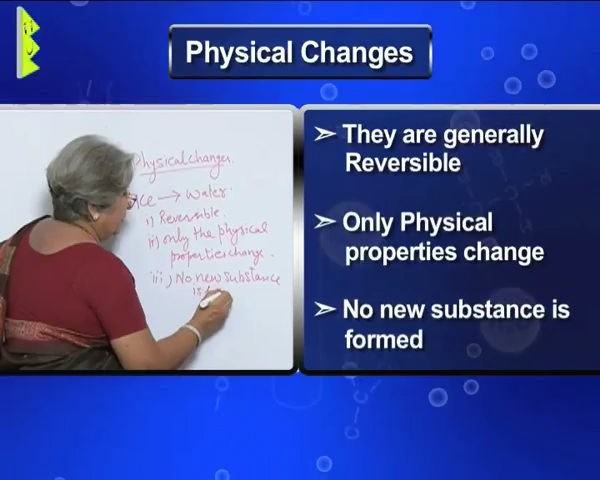 Physical Changes
Physical changes.
Ice → Water.
i) Reversible.
ii) only the physical
properties change.
iii) No new substance
is
➢ They are generally
Reversible
➢ Only Physical
properties change
➢ No new substance is
formed